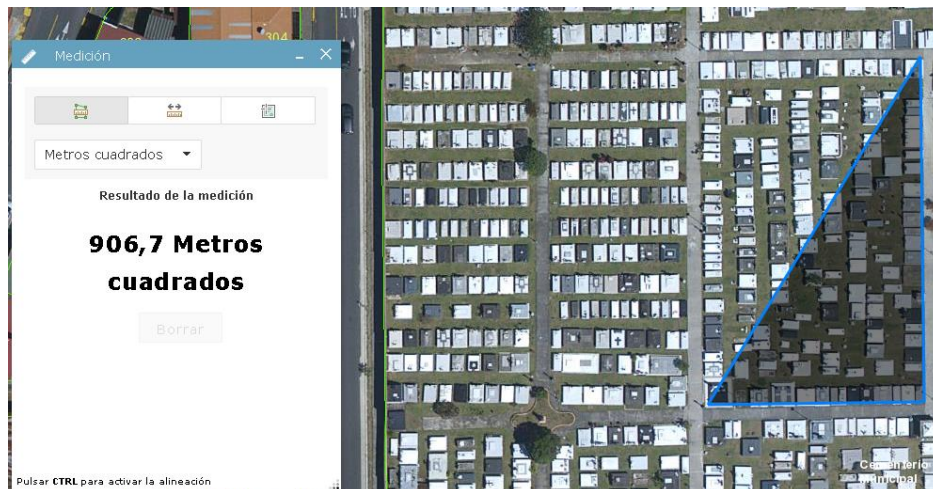 304
Medición
Metros cuadrados
Resultado de la medición
906,7 Metros
cuadrados
Borrar
Pulsar CTRL para activar la alineación
Cementerio
Municipal